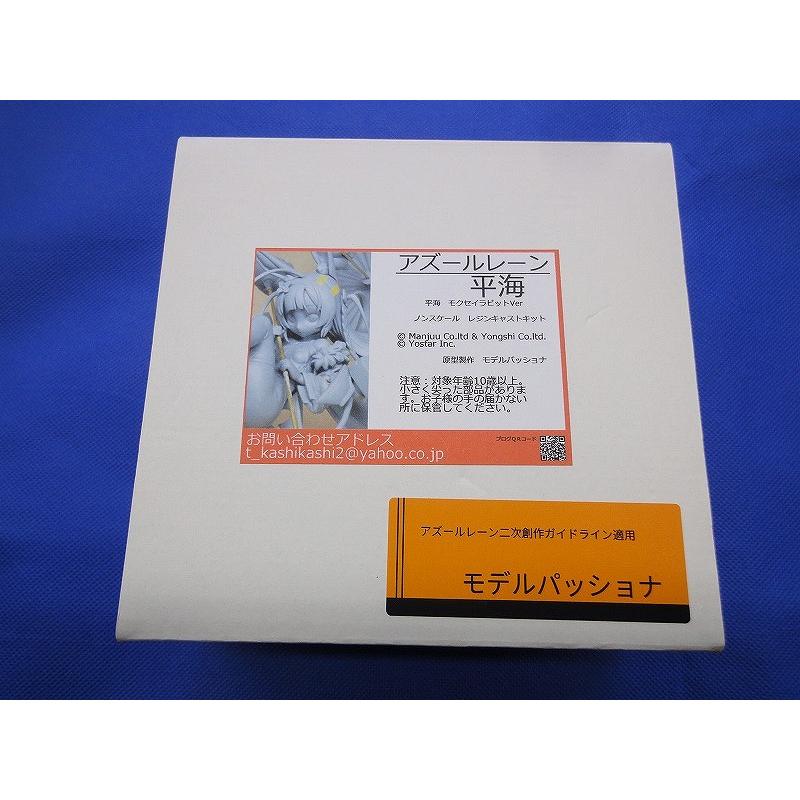 アズールレーン
平海
平海 モクセイラビットVer
ノンスケール レジンキャストキット
© Manjuu Co.ltd & Yongshi Co.ltd.
© Yostar Inc.
原型製作 モデルパッショナ
注意：対象年齢10歳以上。
小さく尖った部品がありま
す。お子様の手の届かない
所に保管してください。
お問い合わせアドレス
t_kashikashi2@yahoo.co.jp
ブログQRコード
アズールレーン二次創作ガイドライン適用
モデルパッショナ